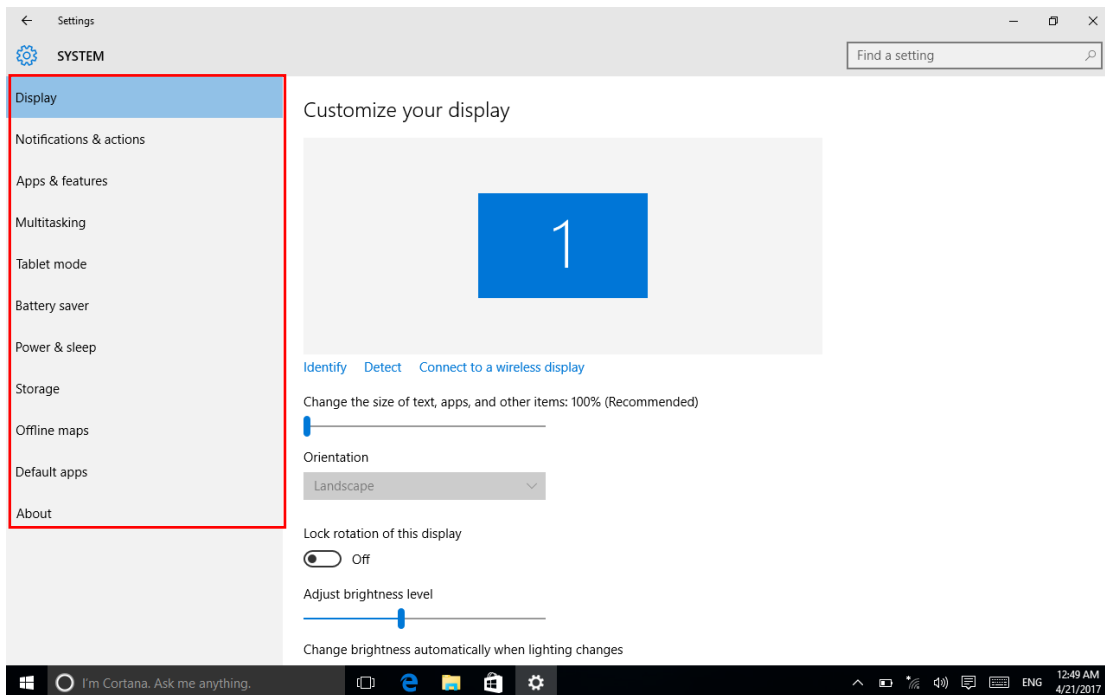 Settings
SYSTEM
Find a setting
Display
Notifications & actions
Apps & features
Multitasking
Tablet mode
Battery saver
Power & sleep
Storage
Offline maps
Default apps
About
Customize your display
1
Identify Detect Connect to a wireless display
Change the size of text, apps, and other items: 100% (Recommended)
Orientation
Landscape
Lock rotation of this display
Off
Adjust brightness level
Change brightness automatically when lighting changes
I'm Cortana. Ask me anything.
ENG
12:49 AM
4/21/2017